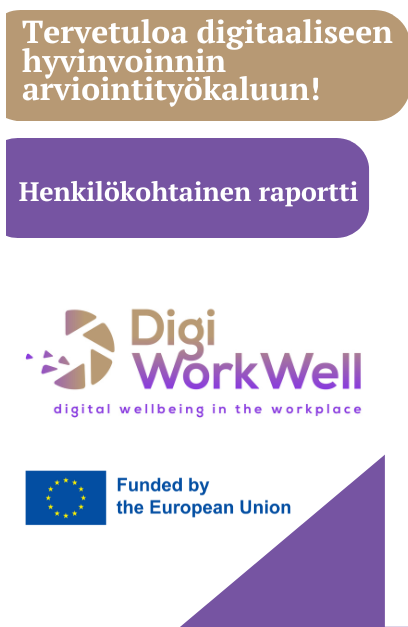 Tervetuloa digitaaliseen
hyvinvoinnin
arviointityökaluun!
Henkilökohtainen raportti
Digi
WorkWell
digital wellbeing in the workplace
Funded by
the European Union